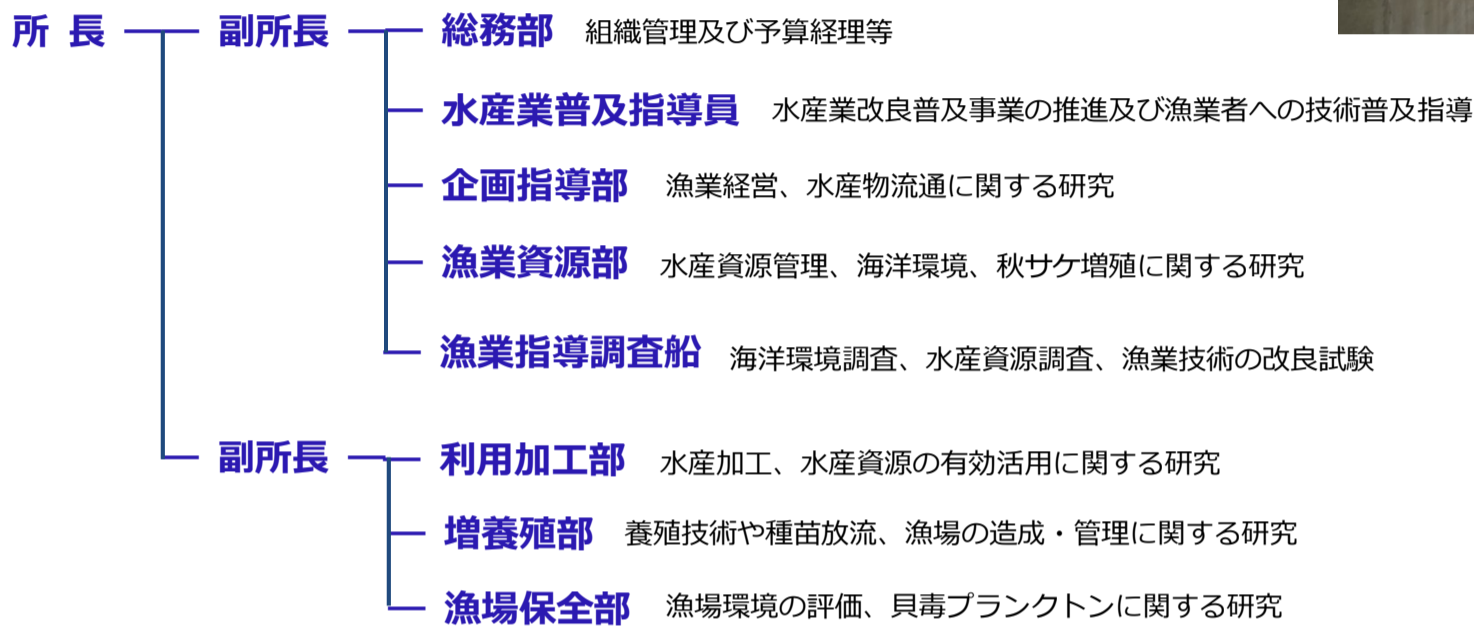 所 長 副所長 総務部 組織管理及び予算経理等
水産業普及指導員 水産業改良普及事業の推進及び漁業者への技術普及指導
企画指導部 漁業経営、水産物流通に関する研究
漁業資源部 水産資源管理、海洋環境、秋サケ増殖に関する研究
漁業指導調査船 海洋環境調査、水産資源調査、漁業技術の改良試験
副所長 利用加工部 水産加工、水産資源の有効活用に関する研究
増養殖部 養殖技術や種苗放流、漁場の造成・管理に関する研究
漁場保全部 漁場環境の評価、貝毒プランクトンに関する研究